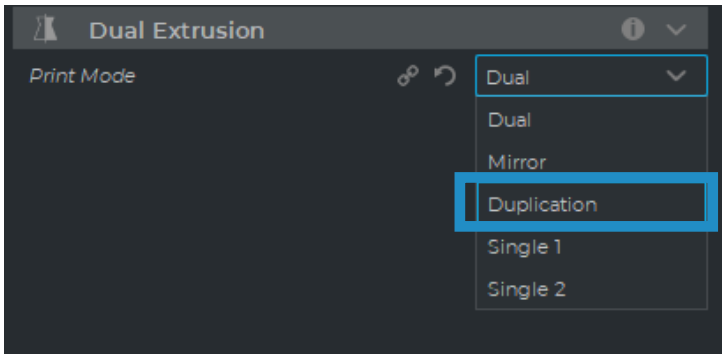 Dual Extrusion
Print Mode
Dual
Dual
Mirror
Duplication
Single 1
Single 2